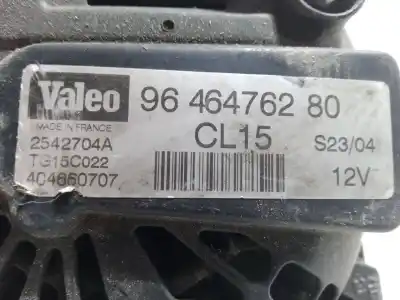 Valeo 96 464762 80
MADE IN FRANCE CL15 S23/04
2542704A
TG15C022 12V
404660707